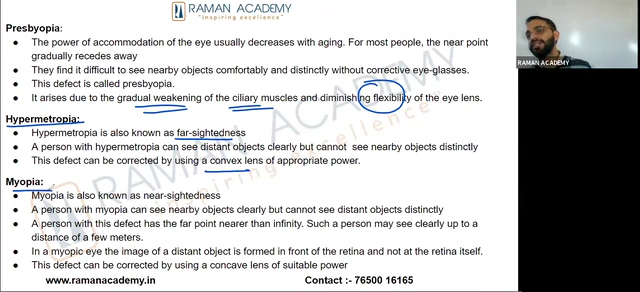 RAMAN ACADEMY
"inspiring excellence"
Presbyopia:
• The power of accommodation of the eye usually decreases with aging. For most people, the near point
gradually recedes away
• They find it difficult to see nearby objects comfortably and distinctly without corrective eye-glasses.
• This defect is called presbyopia.
• It arises due to the gradual weakening of the ciliary muscles and diminishing flexibility of the eye lens.
Hypermetropia:
• Hypermetropia is also known as far-sightedness
• A person with hypermetropia can see distant objects clearly but cannot see nearby objects distinctly
• This defect can be corrected by using a convex lens of appropriate power.
Myopia:
• Myopia is also known as near-sightedness
• A person with myopia can see nearby objects clearly but cannot see distant objects distinctly
• A person with this defect has the far point nearer than infinity. Such a person may see clearly up to a
distance of a few meters.
• In a myopic eye the image of a distant object is formed in front of the retina and not at the retina itself.
• This defect can be corrected by using a concave lens of suitable power
www.ramanacademy.in
Contact :- 76500 16165
RAMAN ACADEMY
RAMAN ACADEMY
"inspiring excellence"